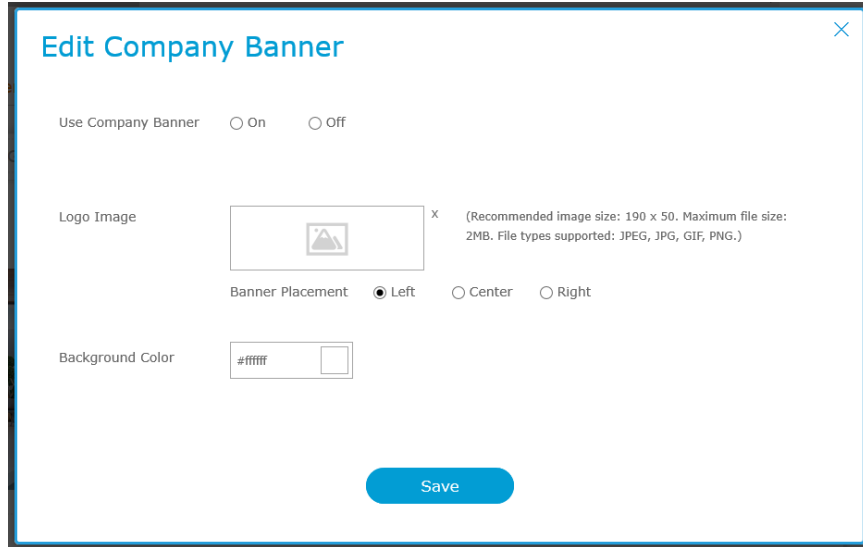 Edit Company Banner
Use Company Banner On Off
Logo Image
x
(Recommended image size: 190 x 50. Maximum file size:
2MB. File types supported: JPEG, JPG, GIF, PNG.)
Banner Placement Left Center Right
Background Color #ffffff
Save